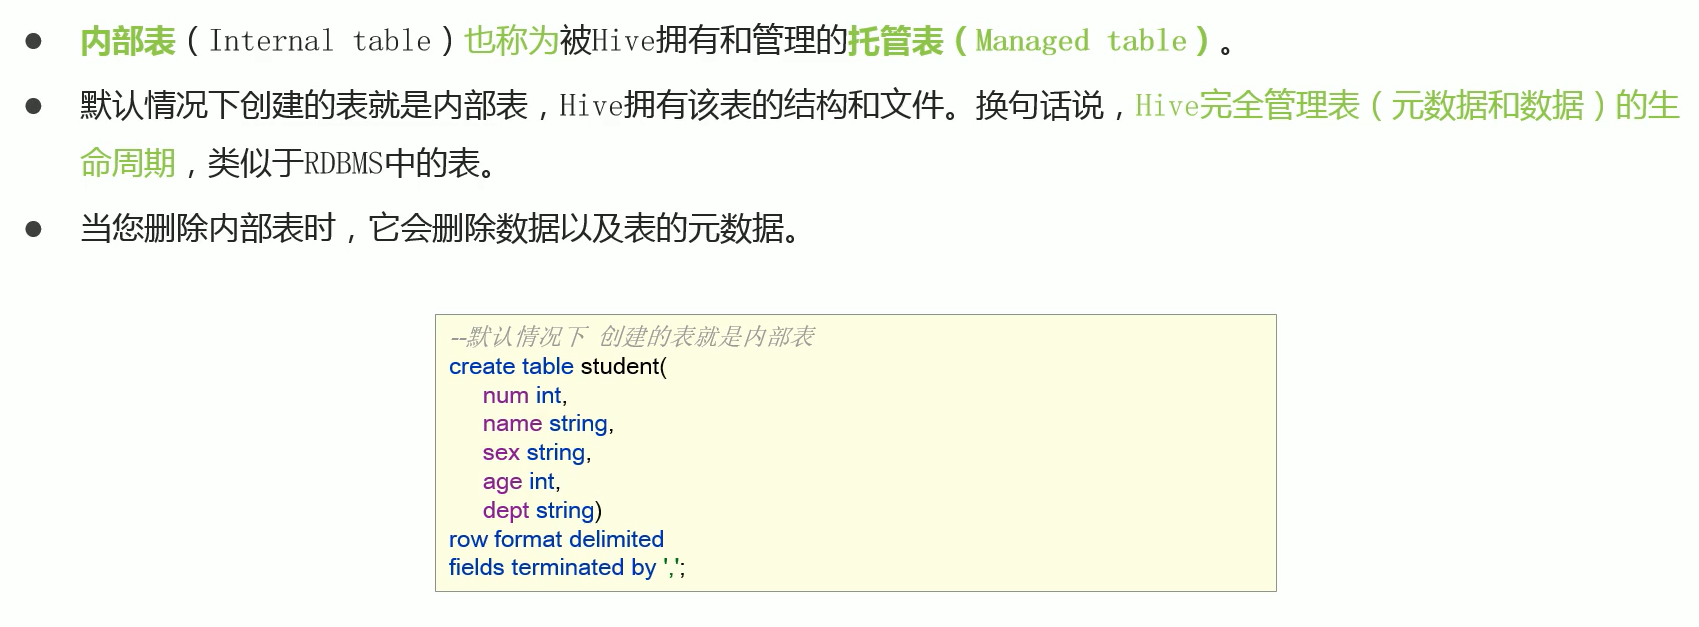 ● 内部表（Internal table）也称为被Hive拥有和管理的托管表（Managed table）。
● 默认情况下创建的表就是内部表，Hive拥有该表的结构和文件。换句话说，Hive完全管理表（元数据和数据）的生
命周期，类似于RDBMS中的表。
● 当您删除内部表时，它会删除数据以及表的元数据。
--默认情况下 创建的表就是内部表
create table student(
num int,
name string,
sex string,
age int,
dept string)
row format delimited
fields terminated by ',';